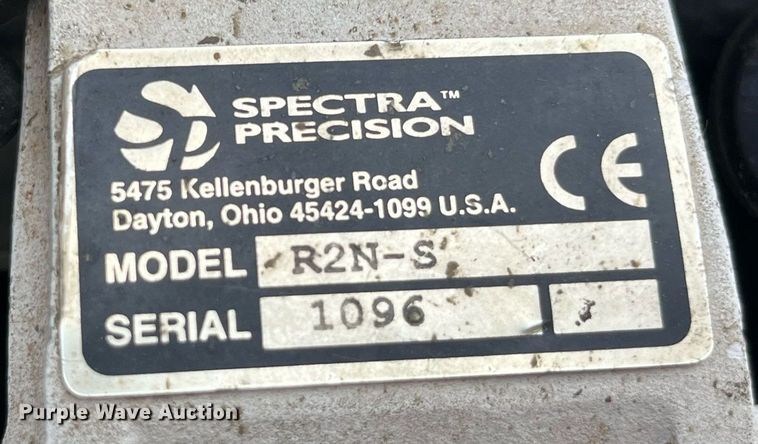 SPECTRA™
PRECISION
CE
5475 Kellenburger Road
Dayton, Ohio 45424-1099 U.S.A.
MODEL R2N-S
SERIAL 1096
Purple Wave Auction